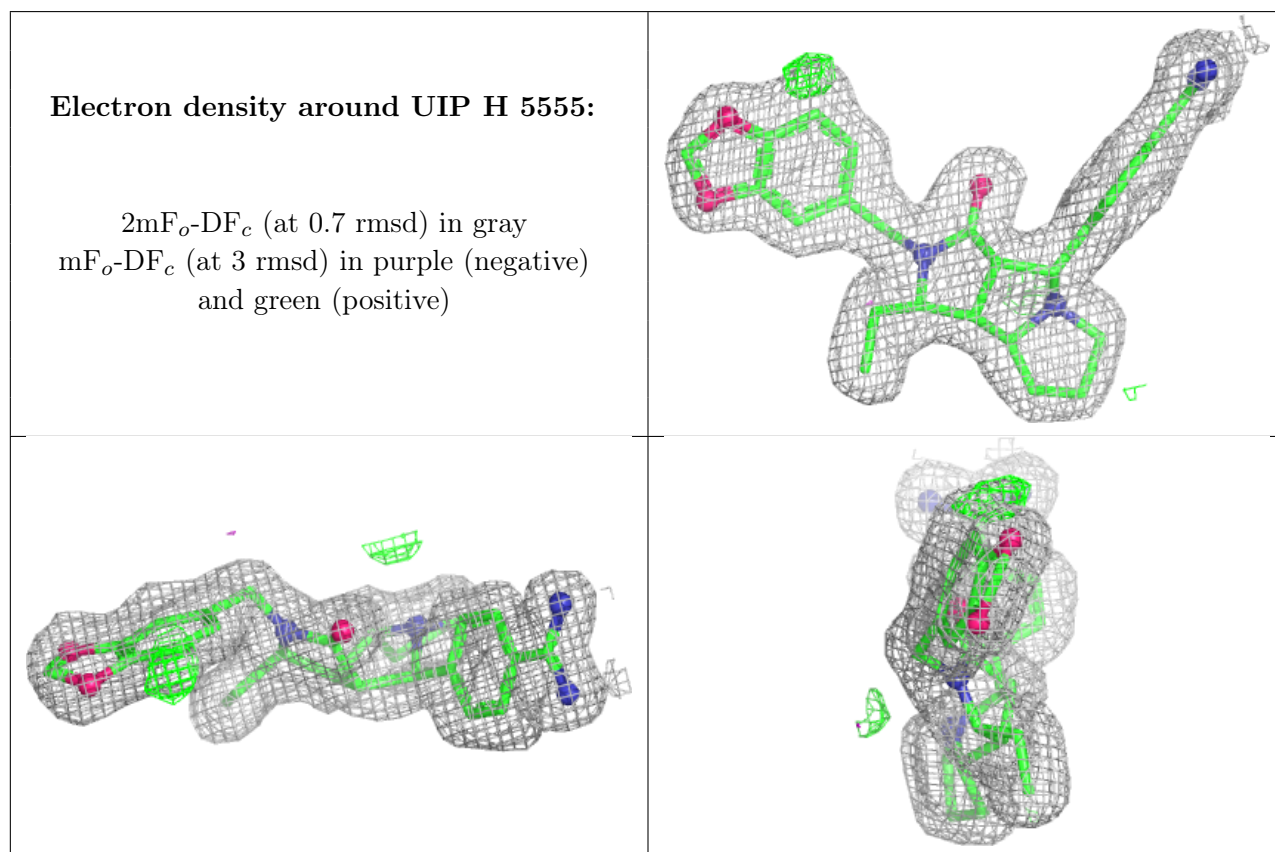 Electron density around UIP H 5555:
2mFₒ-DF𝒸 (at 0.7 rmsd) in gray
mFₒ-DF𝒸 (at 3 rmsd) in purple (negative)
and green (positive)